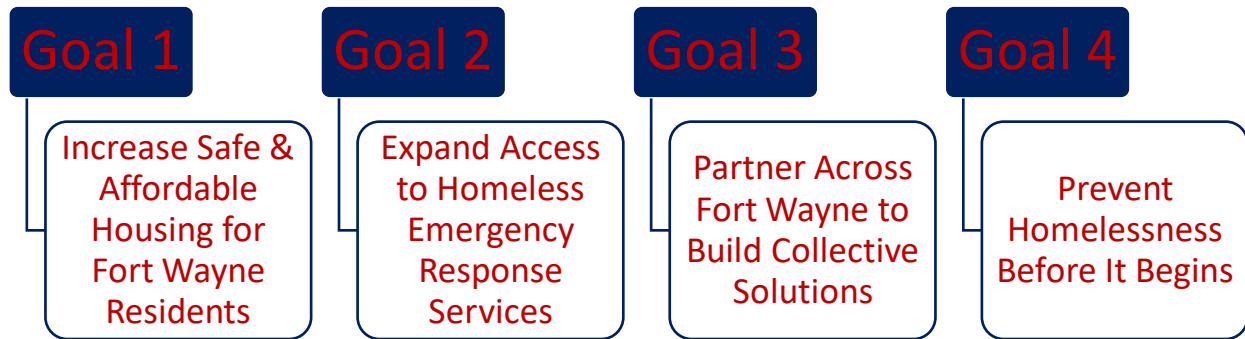 Goal 1
Increase Safe &
Affordable
Housing for
Fort Wayne
Residents
Goal 2
Expand Access
to Homeless
Emergency
Response
Services
Goal 3
Partner Across
Fort Wayne to
Build Collective
Solutions
Goal 4
Prevent
Homelessness
Before It Begins